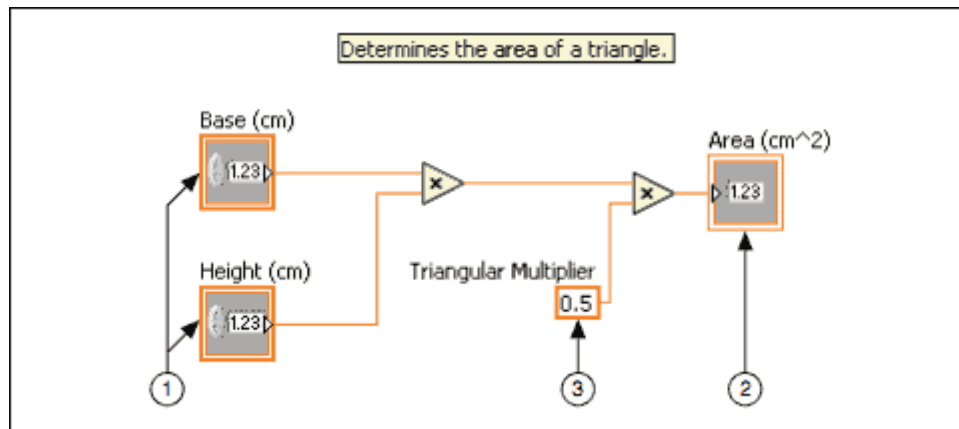 Determines the area of a triangle.
Base (cm)
1.23
×
×
Area (cm^2)
1.23
Height (cm)
1.23
Triangular Multiplier
0.5
1
3
2